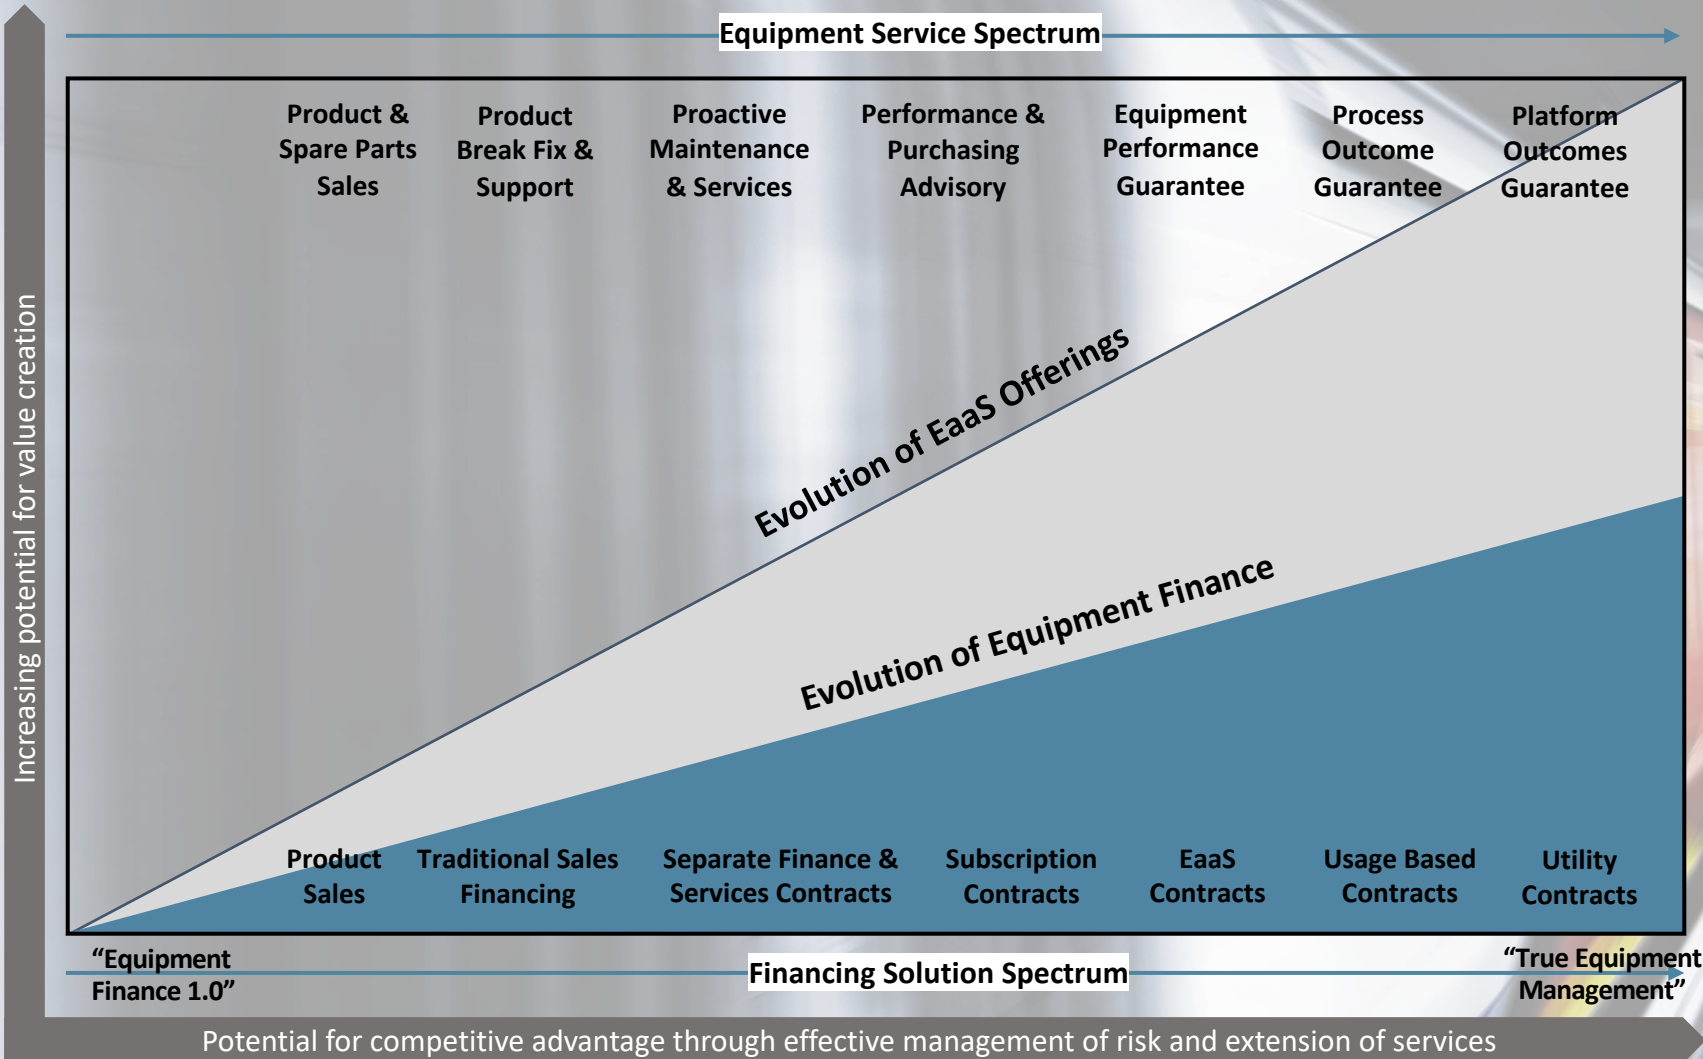 Equipment Service Spectrum
Product &
Spare Parts
Sales
Product
Break Fix &
Support
Proactive
Maintenance
& Services
Performance &
Purchasing
Advisory
Equipment
Performance
Guarantee
Process
Outcome
Guarantee
Platform
Outcomes
Guarantee
Increasing potential for value creation
Evolution of EaaS Offerings
Evolution of Equipment Finance
Product
Sales
Traditional Sales
Financing
Separate Finance &
Services Contracts
Subscription
Contracts
EaaS
Contracts
Usage Based
Contracts
Utility
Contracts
“Equipment
Finance 1.0”
Financing Solution Spectrum
“True Equipment
Management”
Potential for competitive advantage through effective management of risk and extension of services